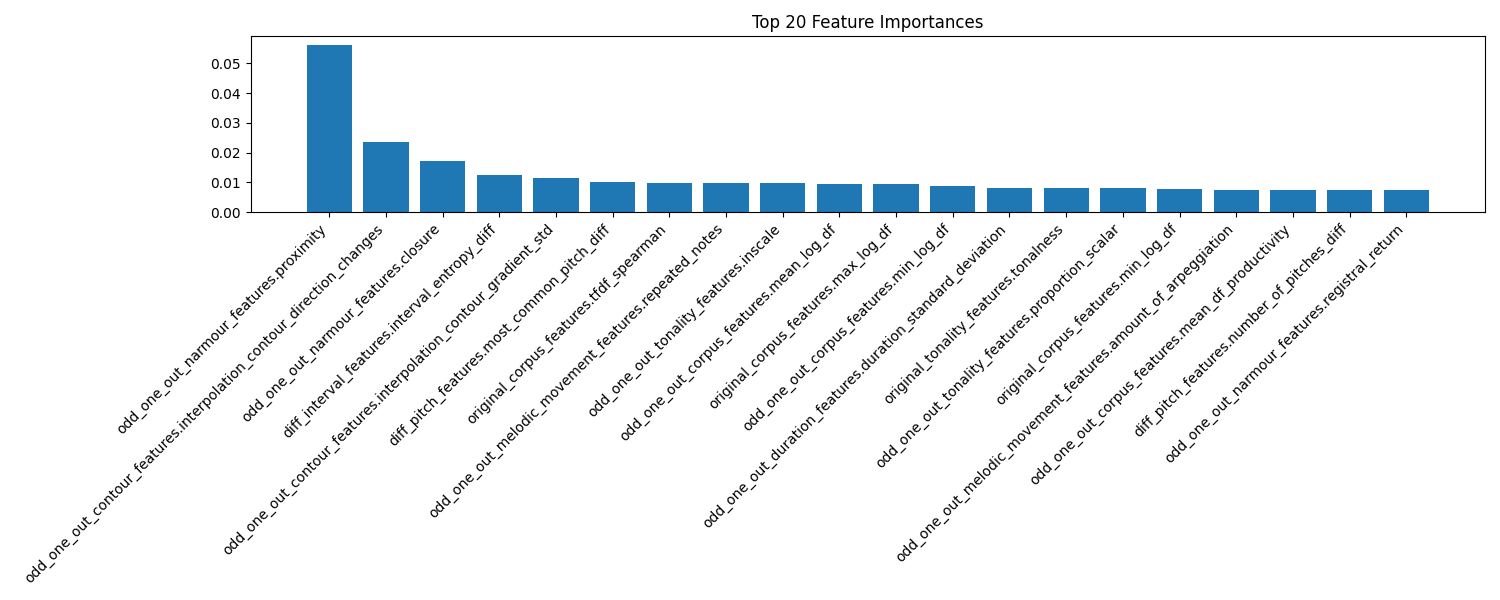 Top 20 Feature Importances
0.05
0.04
0.03
0.02
0.01
0.00
odd_one_out_narmour_features.proximity
odd_one_out_contour_features.interpolation_contour_direction_changes
odd_one_out_narmour_features.closure
diff_interval_features.interval_entropy_diff
odd_one_out_contour_features.interpolation_contour_gradient_std
diff_pitch_features.most_common_pitch_diff
original_corpus_features.tfdf_spearman
odd_one_out_melodic_movement_features.repeated_notes
odd_one_out_tonality_features.inscale
odd_one_out_corpus_features.mean_log_df
original_corpus_features.max_log_df
odd_one_out_corpus_features.min_log_df
odd_one_out_duration_features.duration_standard_deviation
original_tonality_features.tonalness
odd_one_out_tonality_features.proportion_scalar
original_corpus_features.min_log_df
odd_one_out_melodic_movement_features.amount_of_arpeggiation
odd_one_out_corpus_features.mean_df_productivity
diff_pitch_features.number_of_pitches_diff
odd_one_out_narmour_features.registral_return